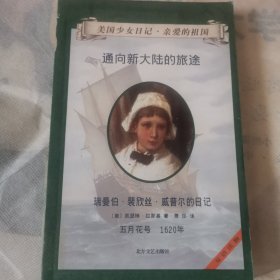 美国少女日记·亲爱的祖国
通向新大陆的旅途
瑞曼伯·裴欣丝·威普尔的日记
五月花号 1620年
北方文艺出版社